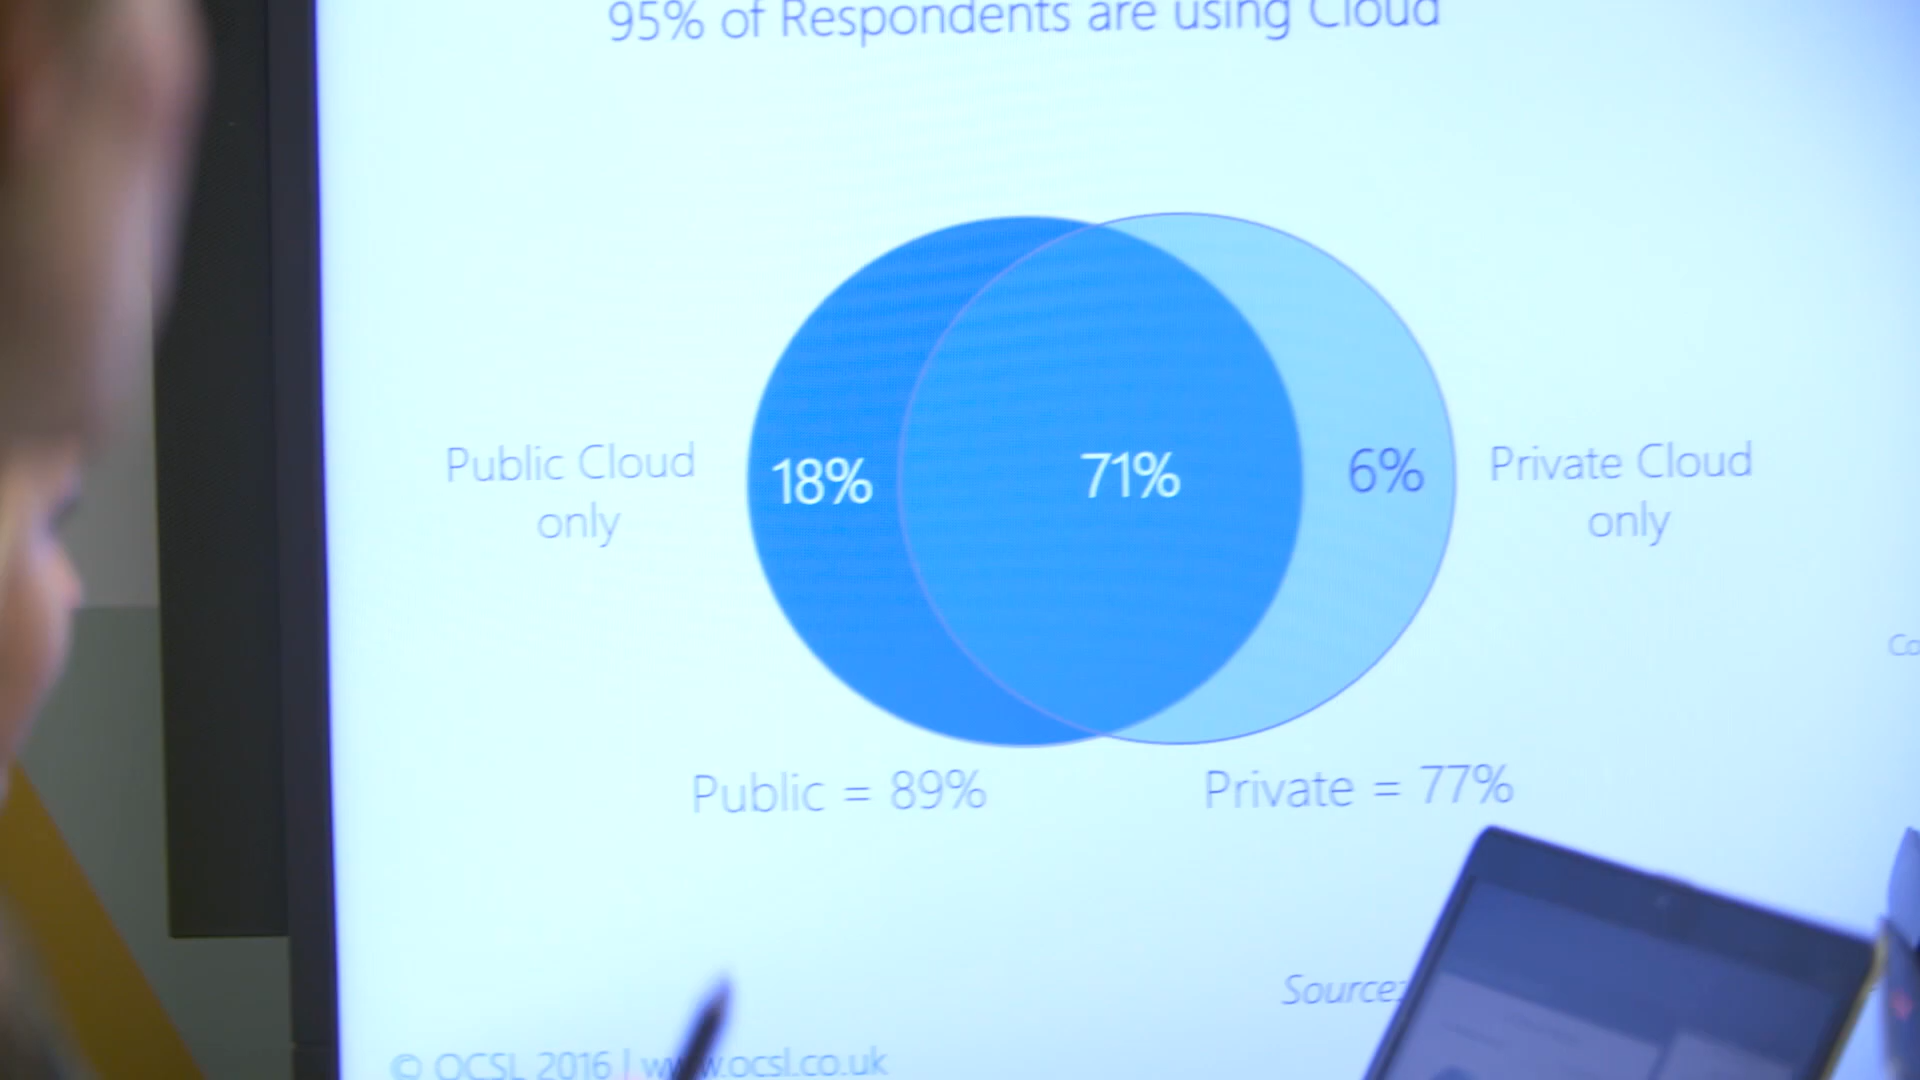 95% of Respondents are using Cloud
Public Cloud
only
18%
71%
6%
Private Cloud
only
Public = 89%
Private = 77%
Source:
© OCSL 2016 | www.ocsl.co.uk